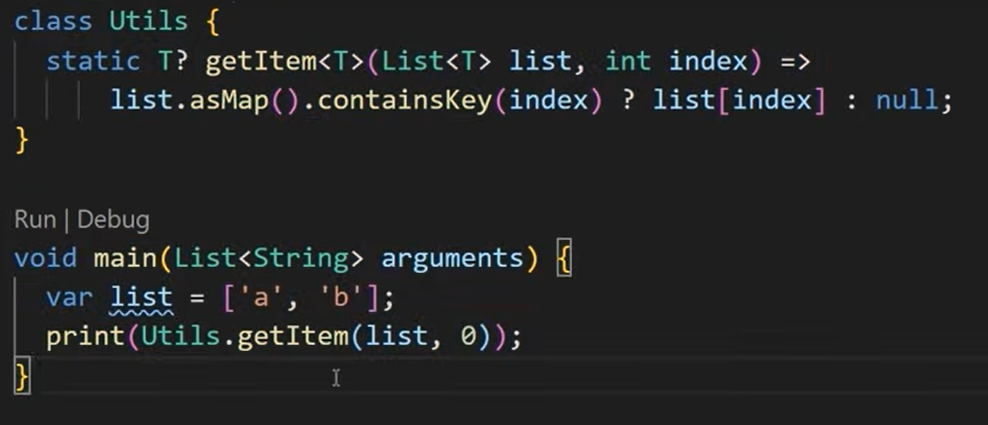 class Utils {
  static T? getItem<T>(List<T> list, int index) =>
      list.asMap().containsKey(index) ? list[index] : null;
}
Run | Debug
void main(List<String> arguments) {
  var list = ['a', 'b'];
  print(Utils.getItem(list, 0));
}